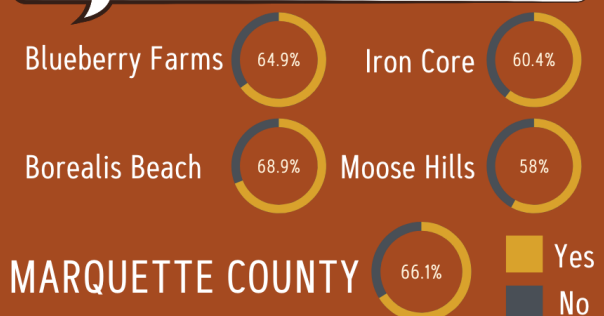 Blueberry Farms 64.9% Iron Core 60.4%
Borealis Beach 68.9% Moose Hills 58%
MARQUETTE COUNTY 66.1%
Yes
No